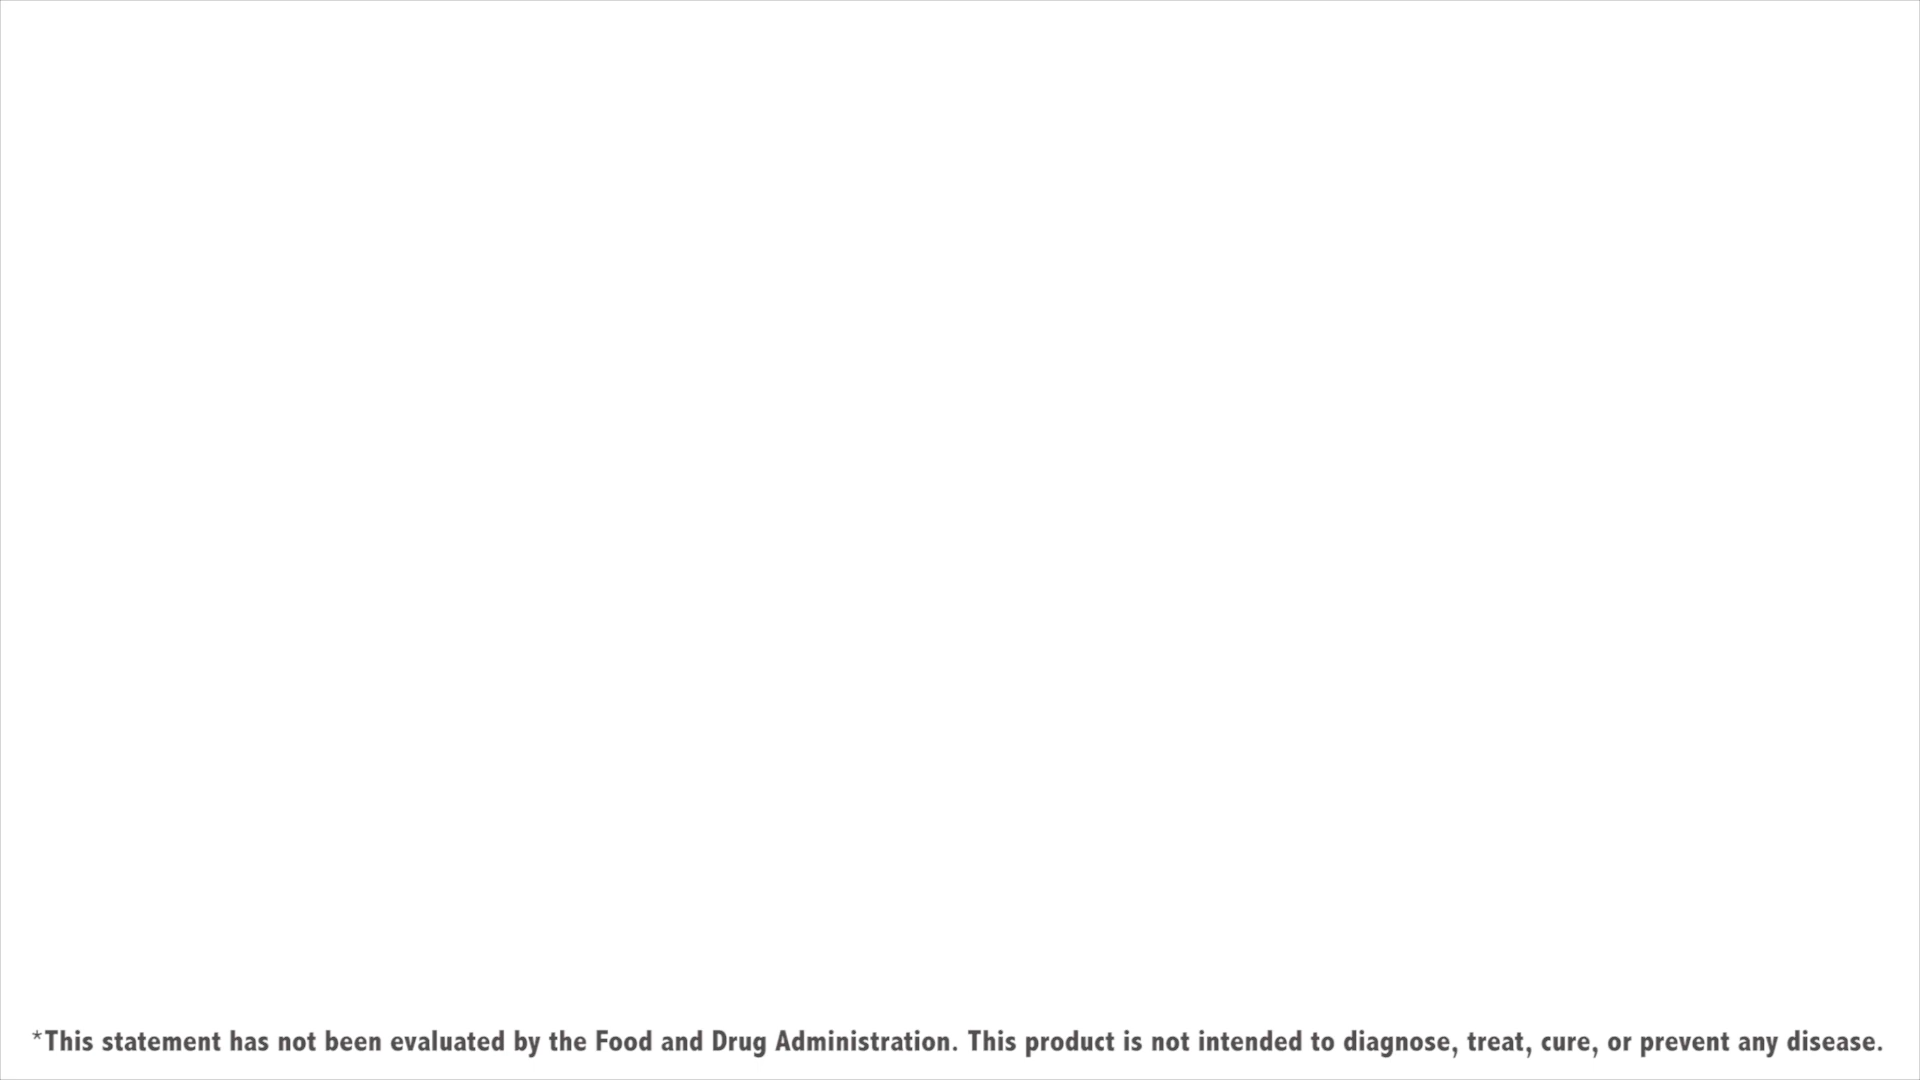 *This statement has not been evaluated by the Food and Drug Administration. This product is not intended to diagnose, treat, cure, or prevent any disease.